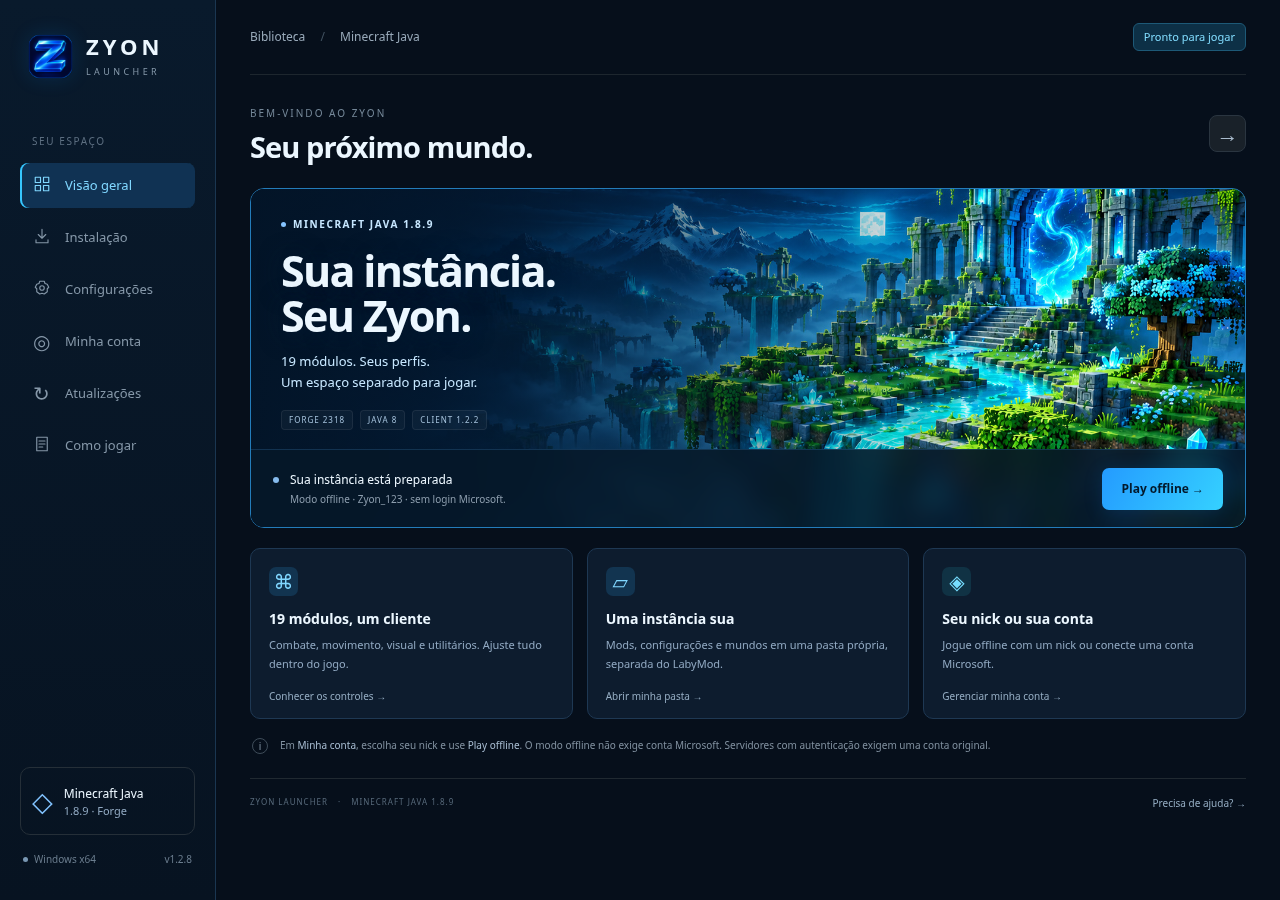 ZYON
LAUNCHER
SEU ESPAÇO
Visão geral
Instalação
Configurações
Minha conta
Atualizações
Como jogar
Minecraft Java
1.8.9 · Forge
Windows x64
v1.2.8
Biblioteca / Minecraft Java
Pronto para jogar
BEM-VINDO AO ZYON
Seu próximo mundo.
→
MINECRAFT JAVA 1.8.9
Sua instância.
Seu Zyon.
19 módulos. Seus perfis.
Um espaço separado para jogar.
FORGE 2318
JAVA 8
CLIENT 1.2.2
Sua instância está preparada
Modo offline · Zyon_123 · sem login Microsoft.
Play offline →
19 módulos, um cliente
Combate, movimento, visual e utilitários. Ajuste tudo
dentro do jogo.
Conhecer os controles →
Uma instância sua
Mods, configurações e mundos em uma pasta própria,
separada do LabyMod.
Abrir minha pasta →
Seu nick ou sua conta
Jogue offline com um nick ou conecte uma conta
Microsoft.
Gerenciar minha conta →
Em Minha conta, escolha seu nick e use Play offline. O modo offline não exige conta Microsoft. Servidores com autenticação exigem uma conta original.
ZYON LAUNCHER · MINECRAFT JAVA 1.8.9
Precisa de ajuda? →